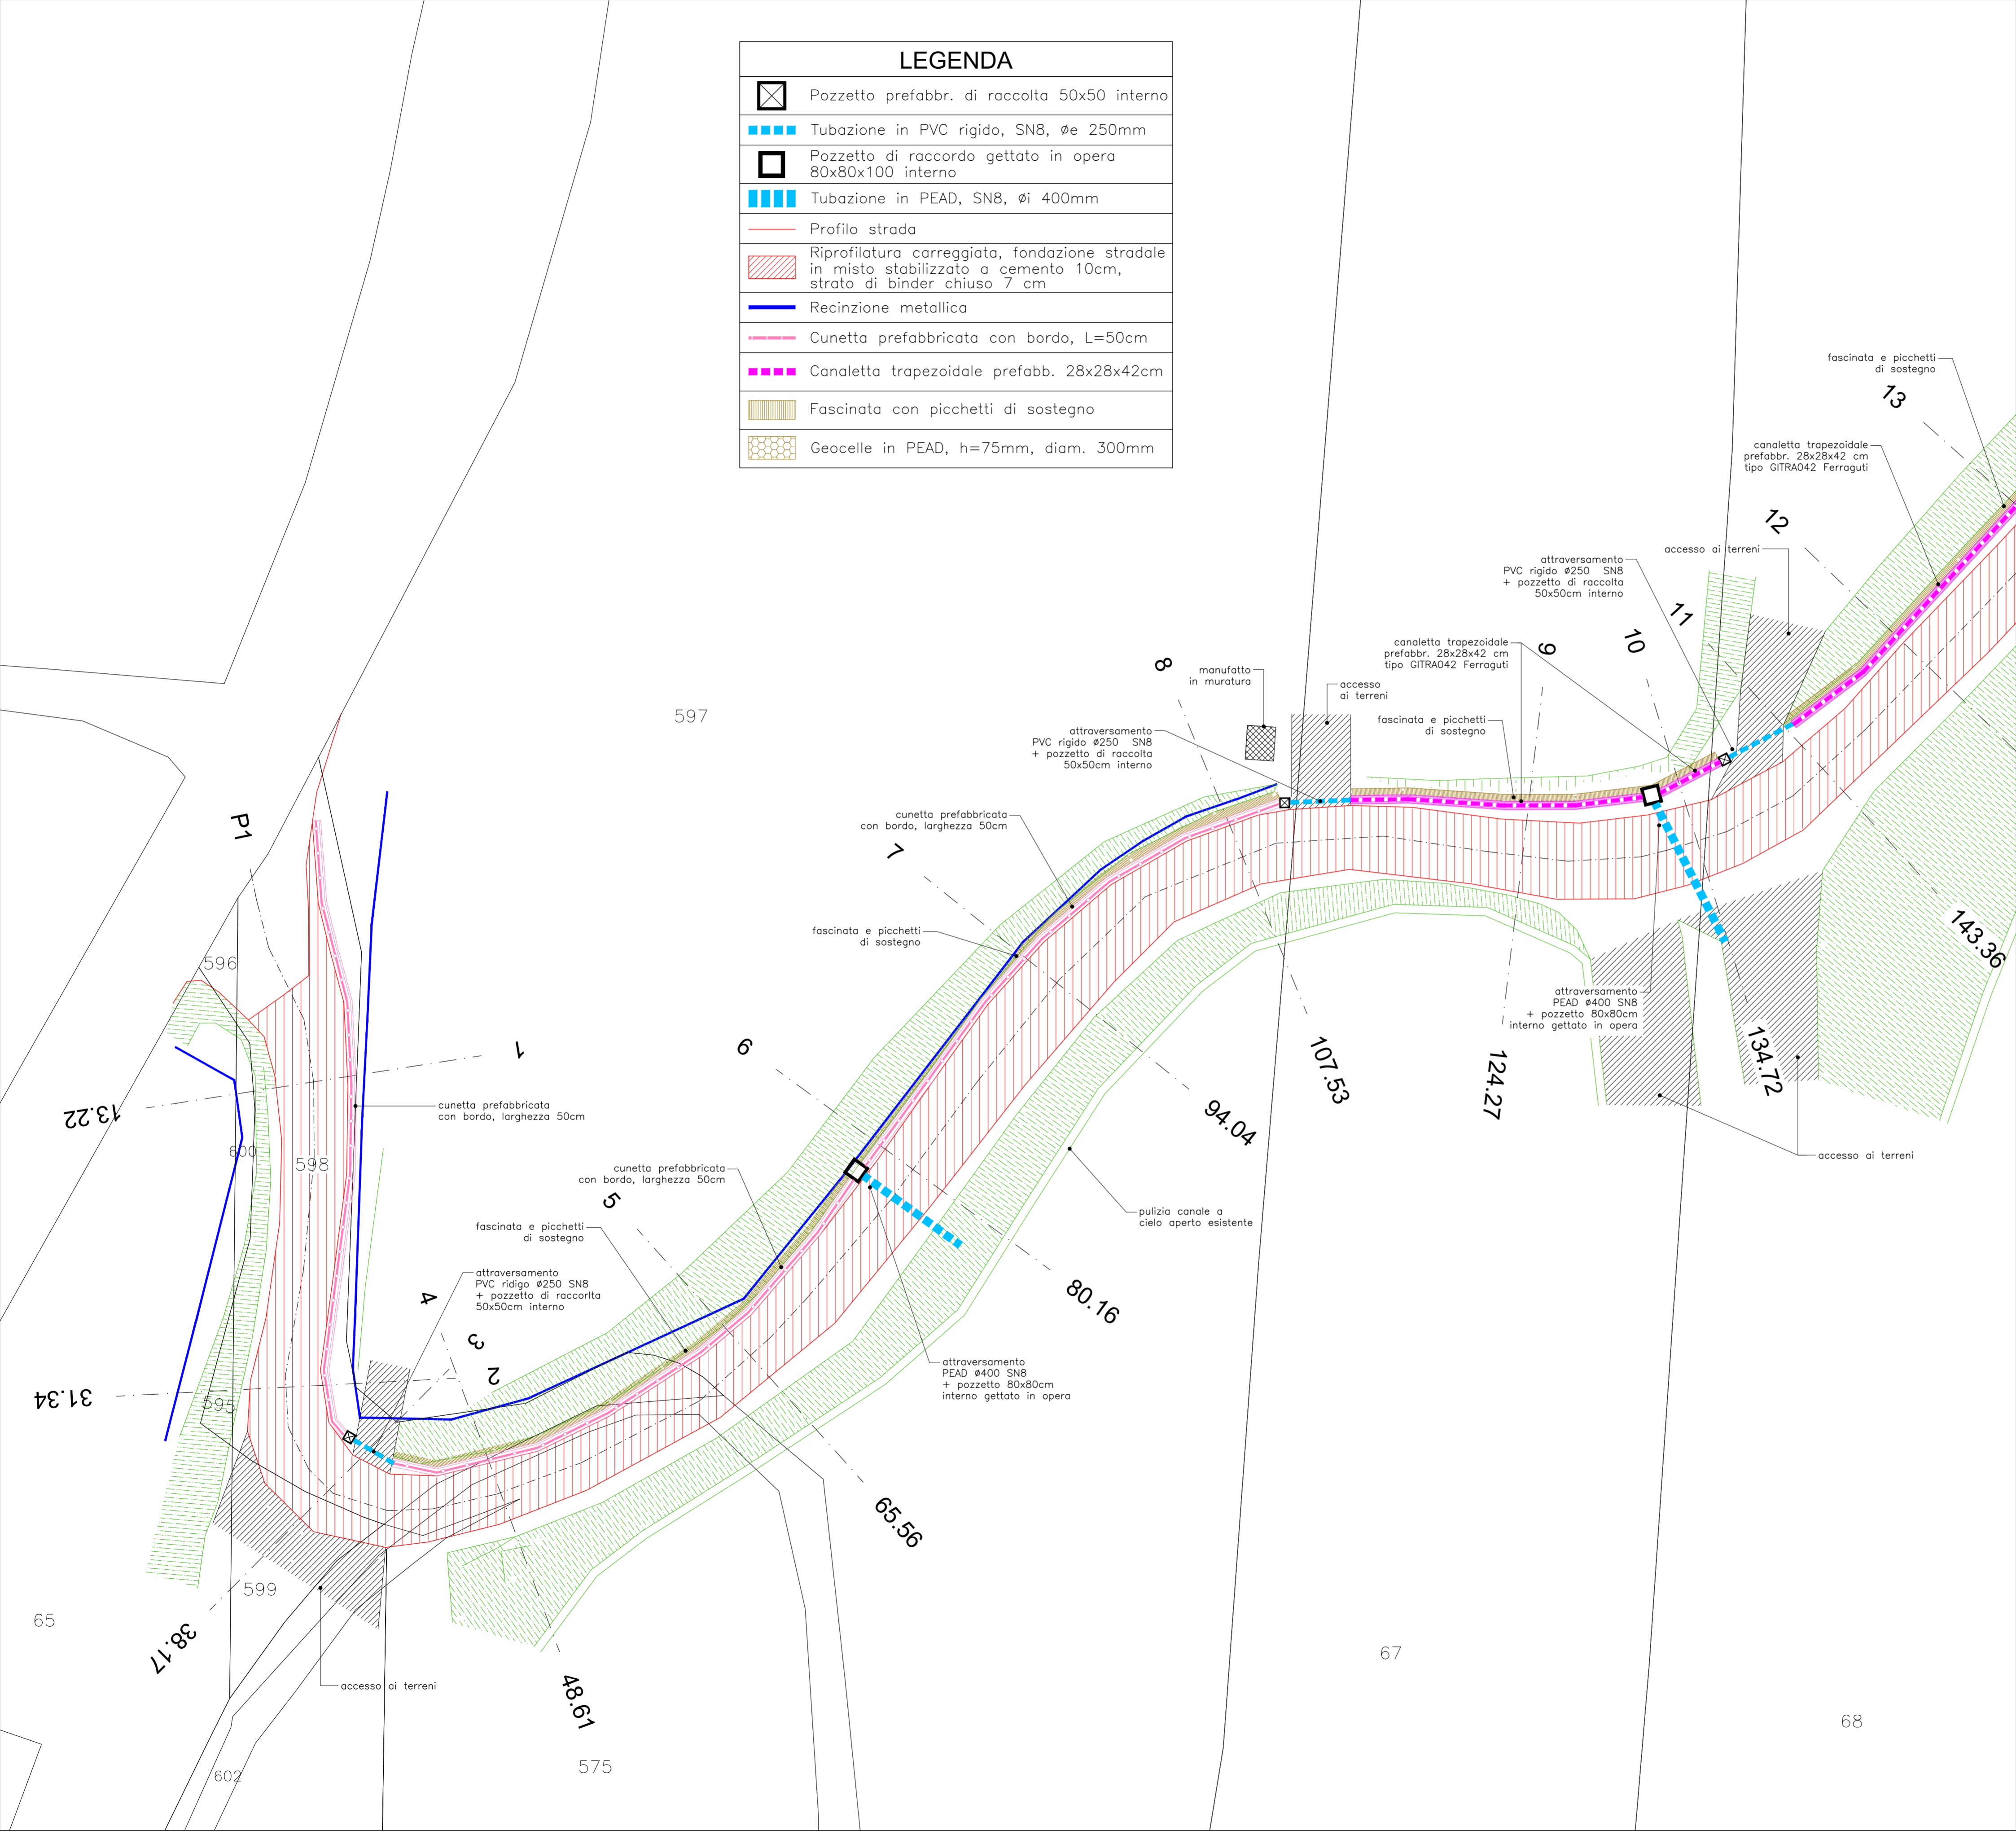 LEGENDA
Pozzetto prefabbr. di raccolta 50x50 interno
Tubazione in PVC rigido, SN8, øe 250mm
Pozzetto di raccordo gettato in opera
80x80x100 interno
Tubazione in PEAD, SN8, øi 400mm
Profilo strada
Riprofilatura carreggiata, fondazione stradale
in misto stabilizzato a cemento 10cm,
strato di binder chiuso 7 cm
Recinzione metallica
Cunetta prefabbricata con bordo, L=50cm
Canaletta trapezoidale prefabb. 28x28x42cm
Fascinata con picchetti di sostegno
Geocelle in PEAD, h=75mm, diam. 300mm
fascinata e picchetti
di sostegno
13
canaletta trapezoidale
prefabbr. 28x28x42 cm
tipo GITRA042 Ferraguti
12
accesso ai terreni
attraversamento
PVC rigido ø250 SN8
+ pozzetto di raccolta
50x50cm interno
11
10
9
canaletta trapezoidale
prefabbr. 28x28x42 cm
tipo GITRA042 Ferraguti
8
manufatto
in muratura
accesso
ai terreni
fascinata e picchetti
di sostegno
597
attraversamento
PVC rigido ø250 SN8
+ pozzetto di raccolta
50x50cm interno
P1
cunetta prefabbricata
con bordo, larghezza 50cm
7
fascinata e picchetti
di sostegno
143.36
596
attraversamento
PEAD ø400 SN8
+ pozzetto 80x80cm
interno gettato in opera
6
1
134.72
107.53
124.27
13.22
cunetta prefabbricata
con bordo, larghezza 50cm
94.04
600
598
accesso ai terreni
cunetta prefabbricata
con bordo, larghezza 50cm
5
pulizia canale a
cielo aperto esistente
fascinata e picchetti
di sostegno
attraversamento
PVC ridigo ø250 SN8
+ pozzetto di raccorlta
50x50cm interno
80.16
4
3
2
attraversamento
PEAD ø400 SN8
+ pozzetto 80x80cm
interno gettato in opera
31.34
595
65.56
599
65
38.17
67
accesso ai terreni
48.61
68
575
602